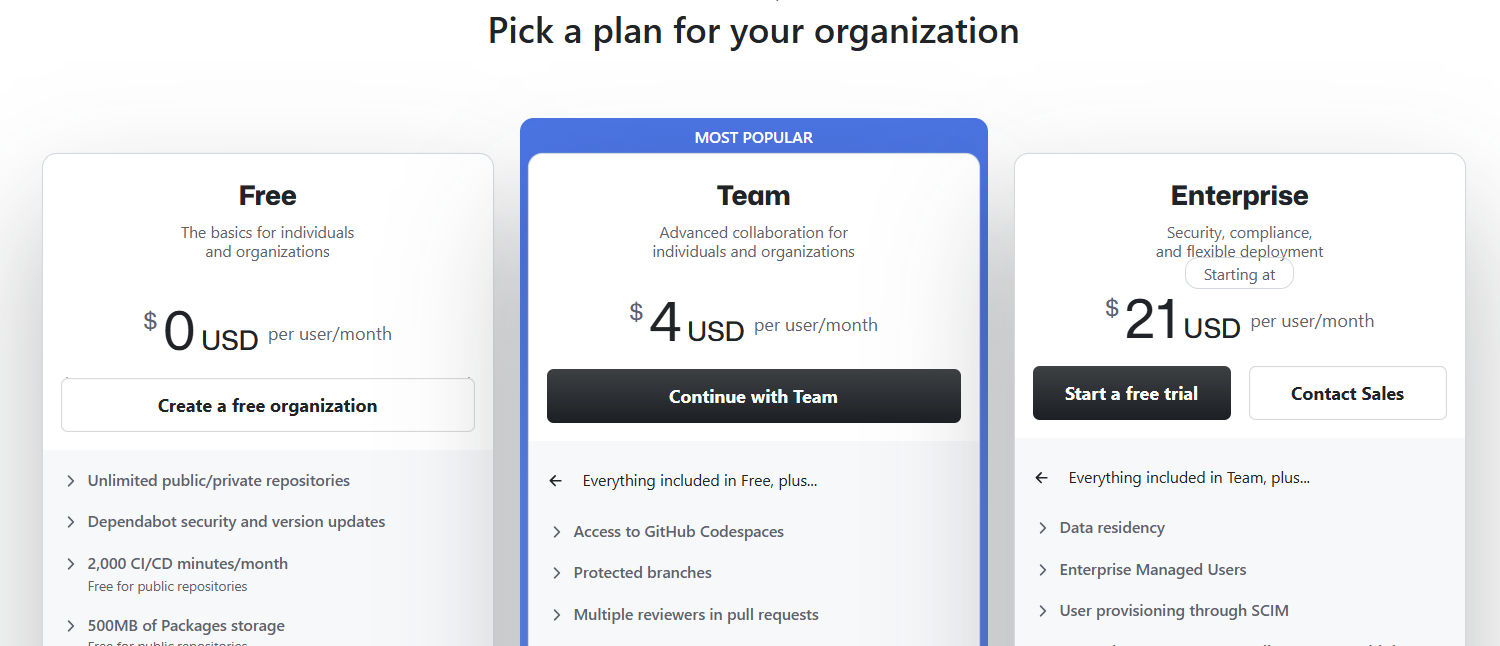 Pick a plan for your organization
MOST POPULAR
Free
The basics for individuals
and organizations
$0 USD per user/month
Create a free organization
Unlimited public/private repositories
Dependabot security and version updates
2,000 CI/CD minutes/month
Free for public repositories
500MB of Packages storage
Free for public repositories
Team
Advanced collaboration for
individuals and organizations
$4 USD per user/month
Continue with Team
Everything included in Free, plus...
Access to GitHub Codespaces
Protected branches
Multiple reviewers in pull requests
Enterprise
Security, compliance,
and flexible deployment
Starting at
$21 USD per user/month
Start a free trial
Contact Sales
Everything included in Team, plus...
Data residency
Enterprise Managed Users
User provisioning through SCIM